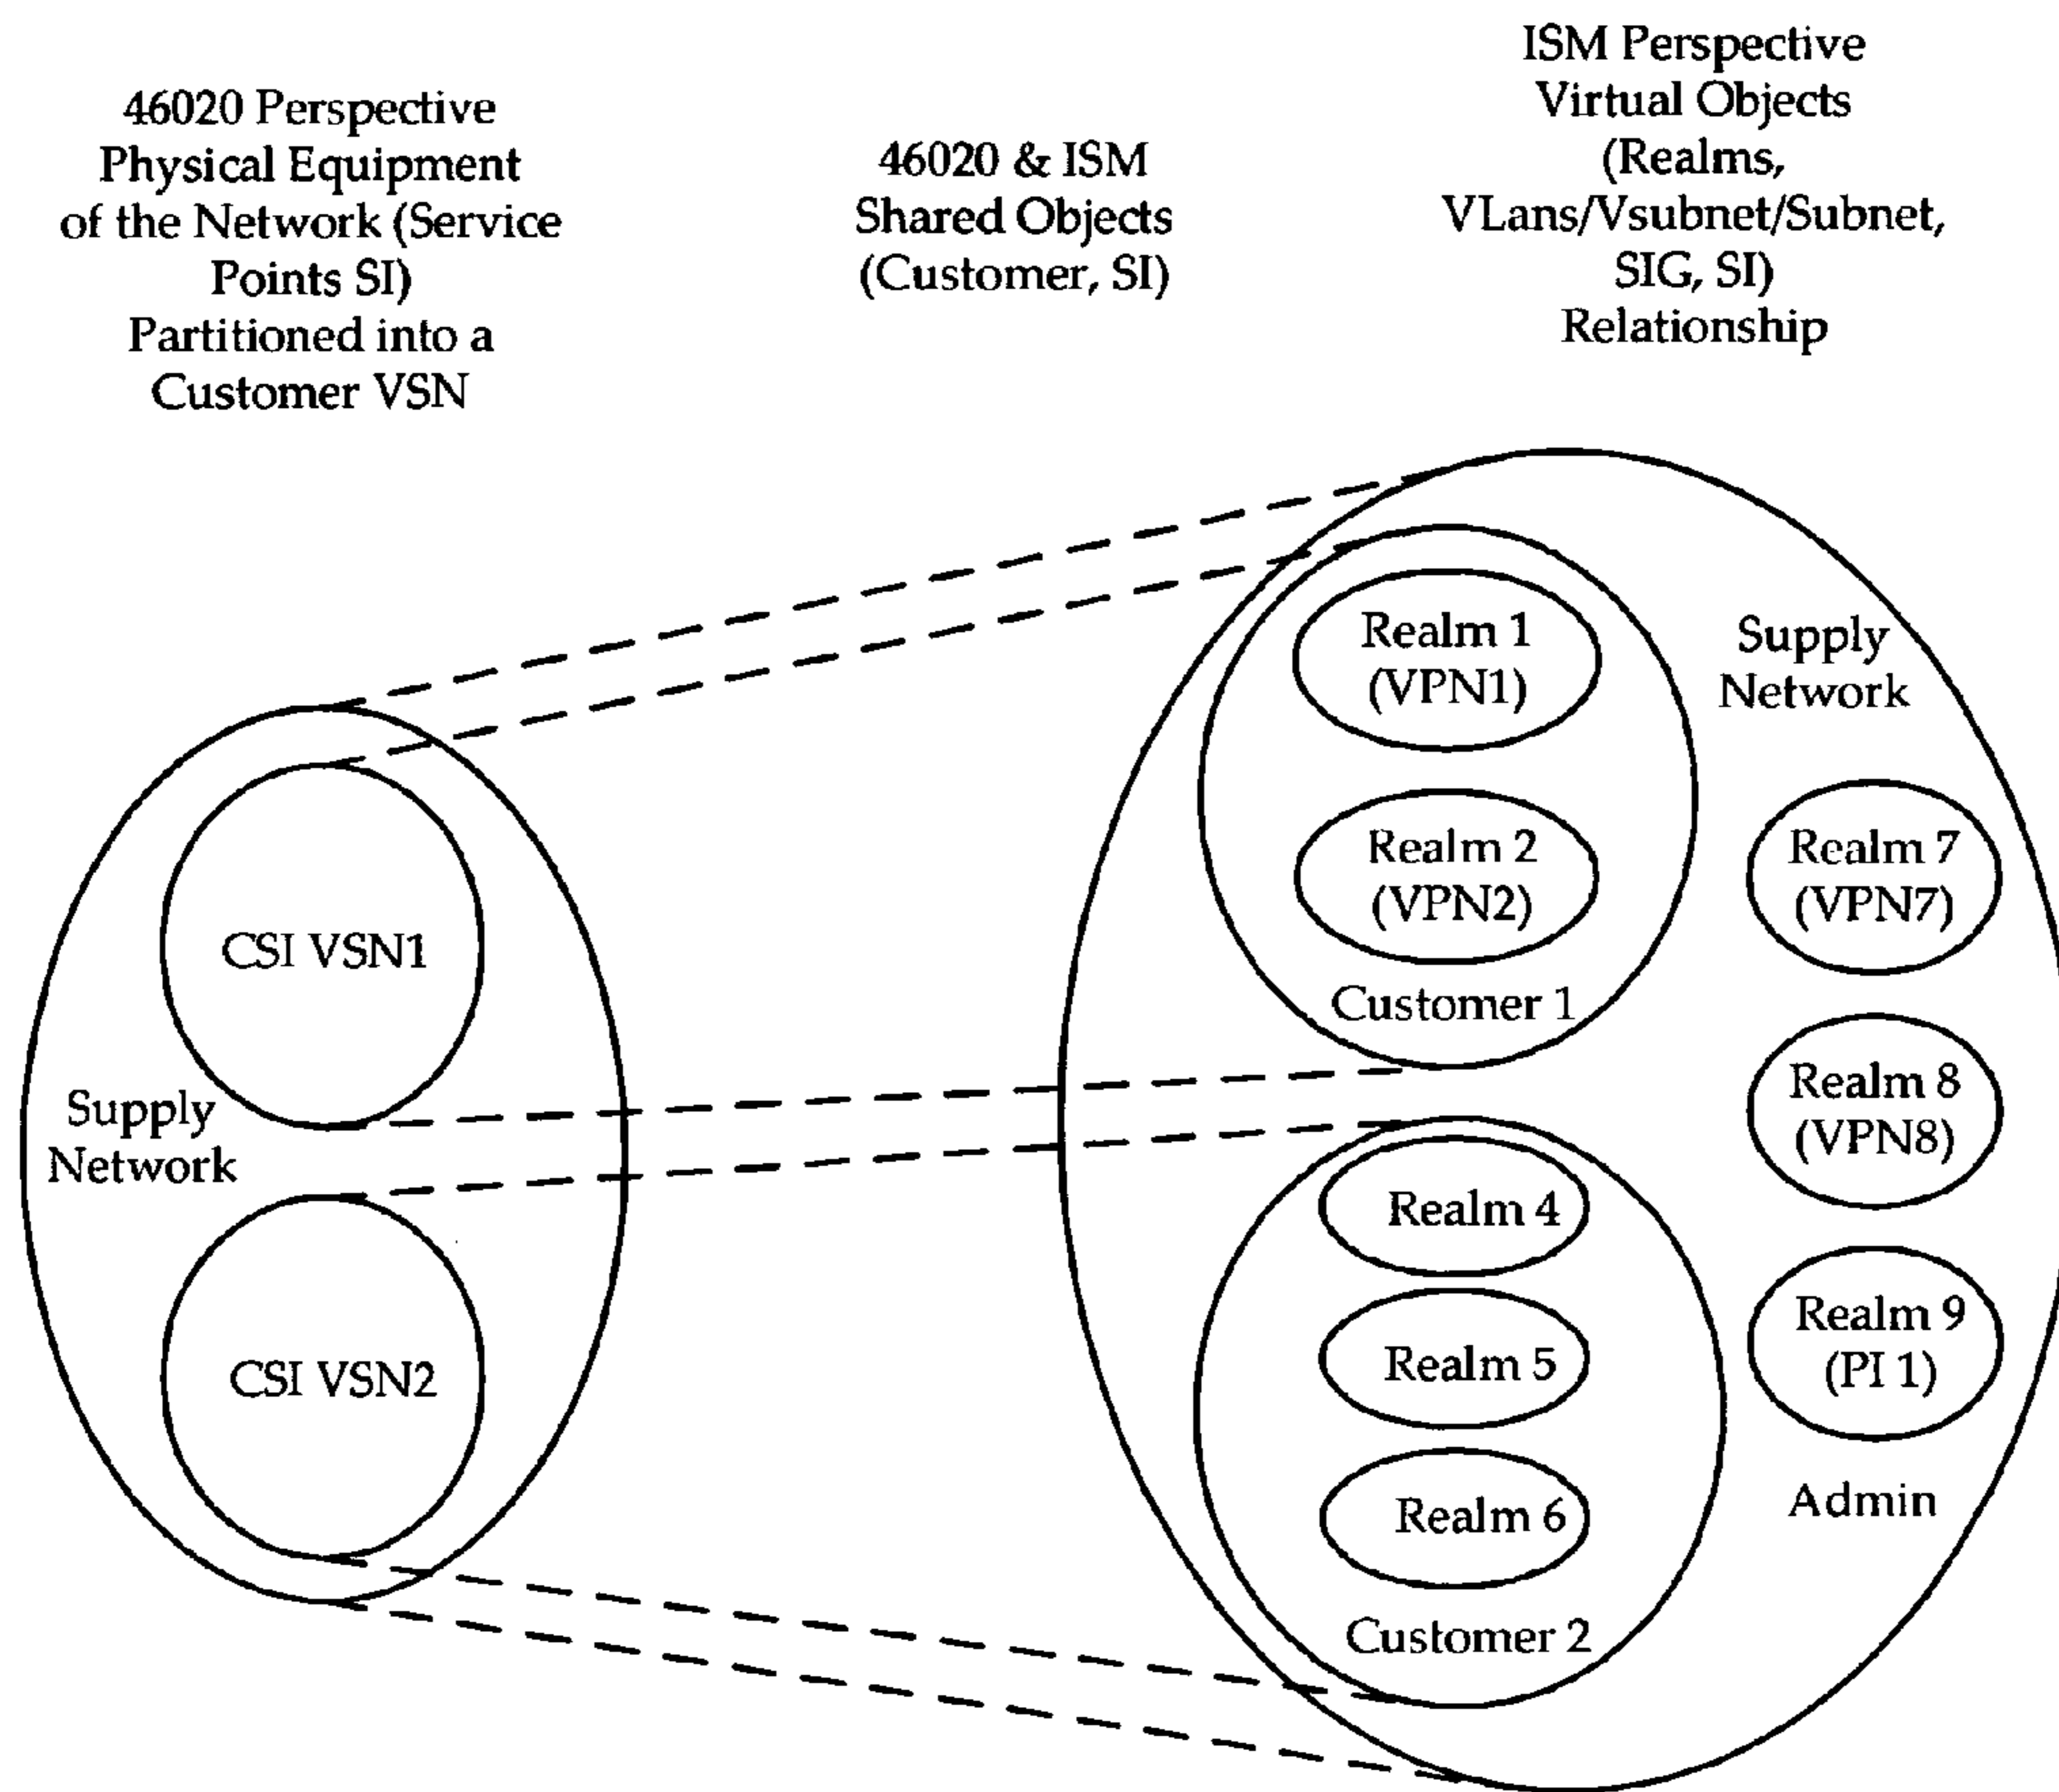 46020 Perspective
Physical Equipment
of the Network (Service
Points SI)
Partitioned into a
Customer VSN
46020 & ISM
Shared Objects
(Customer, SI)
ISM Perspective
Virtual Objects
(Realms,
VLans/Vsubnet/Subnet,
SIG, SI)
Relationship
CSI VSN1
Supply
Network
CSI VSN2
Realm 1
(VPN1)
Realm 2
(VPN2)
Customer 1
Realm 4
Realm 5
Realm 6
Customer 2
Supply
Network
Realm 7
(VPN7)
Realm 8
(VPN8)
Realm 9
(PI 1)
Admin